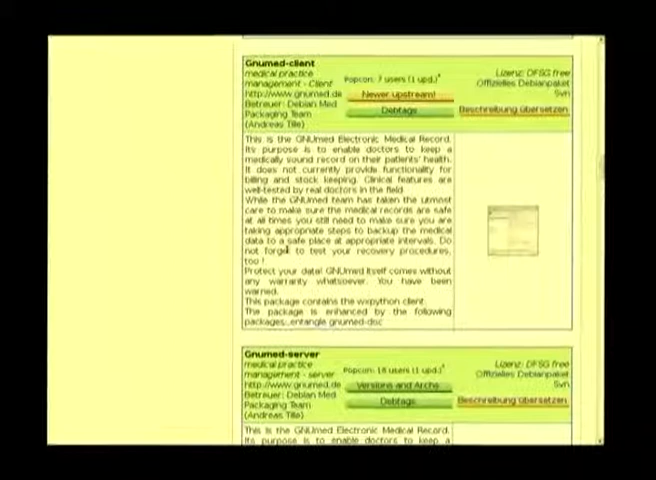 Gnumed-client
medical practice
management - Client
http://www.gnumed.de
Betreuer: Debian Med
Packaging Team
(Andreas Tille)
Popcon: 7 users (1 upd.)*
Newer upstream!
Debtags
Lizenz: DFSG free
Offizielles Debianpaket
Svn
Beschreibung übersetzen
This is the GNUmed Electronic Medical Record.
Its purpose is to enable doctors to keep a
medically sound record on their patients' health.
It does not currently provide functionality for
billing and stock keeping. Clinical features are
well-tested by real doctors in the field.
While the GNUmed team has taken the utmost
care to make sure the medical records are safe
at all times you still need to make sure you are
taking appropriate steps to backup the medical
data to a safe place at appropriate intervals. Do
not forget to test your recovery procedures,
too !
Protect your data! GNUmed itself comes without
any warranty whatsoever. You have been
warned.
This package contains the wxpython client.
The package is enhanced by the following
packages: entangle gnumed-doc
Gnumed-server
medical practice
management - server
http://www.gnumed.de
Betreuer: Debian Med
Packaging Team
(Andreas Tille)
Popcon: 18 users (1 upd.)*
Versions and Archs
Debtags
Lizenz: DFSG free
Offizielles Debianpaket
Svn
Beschreibung übersetzen
This is the GNUmed Electronic Medical Record.
Its purpose is to enable doctors to keep a